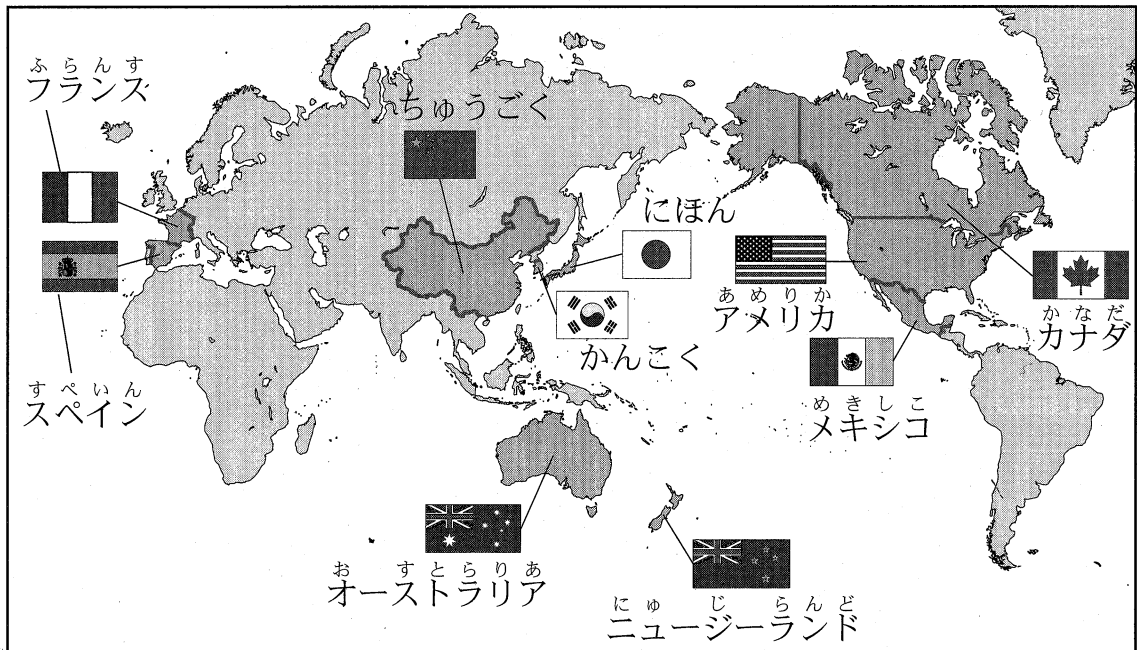 ふらんす
フランス
ちゅうごく
にほん
あめりか
アメリカ
かなだ
カナダ
かんこく
すぺいん
スペイン
めきしこ
メキシコ
おすとらりあ
オーストラリア
にゅじらんど
ニュージーランド